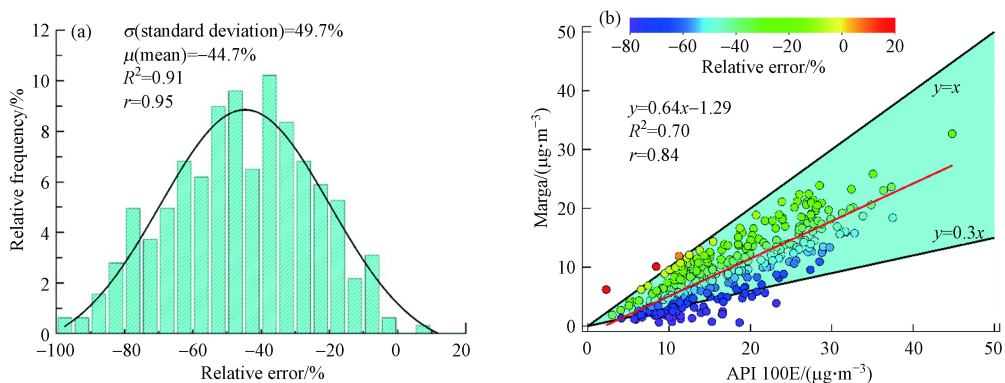 (a)
σ(standard deviation)=49.7%
μ(mean)=−44.7%
R²=0.91
r=0.95
Relative frequency/%
12
10
8
6
4
2
0
−100 −80 −60 −40 −20 0 20
Relative error/%
(b)
−80 −60 −40 −20 0 20
Relative error/%
y=0.64x−1.29
R²=0.70
r=0.84
y=x
y=0.3x
Marga/(μg·m⁻³)
50
40
30
20
10
0
0 10 20 30 40 50
API 100E/(μg·m⁻³)